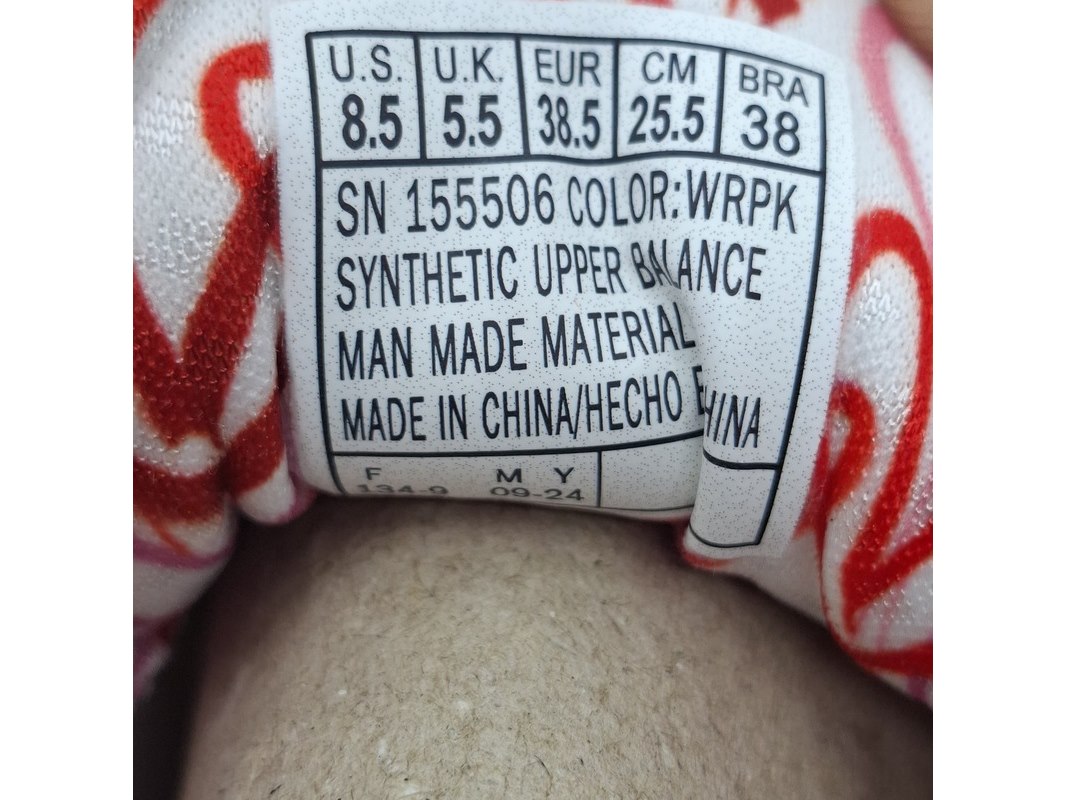 U.S. U.K. EUR CM BRA
8.5 5.5 38.5 25.5 38
SN 155506 COLOR:WRPK
SYNTHETIC UPPER BALANCE
MAN MADE MATERIAL
MADE IN CHINA/HECHO
F M Y
134-9 09-24